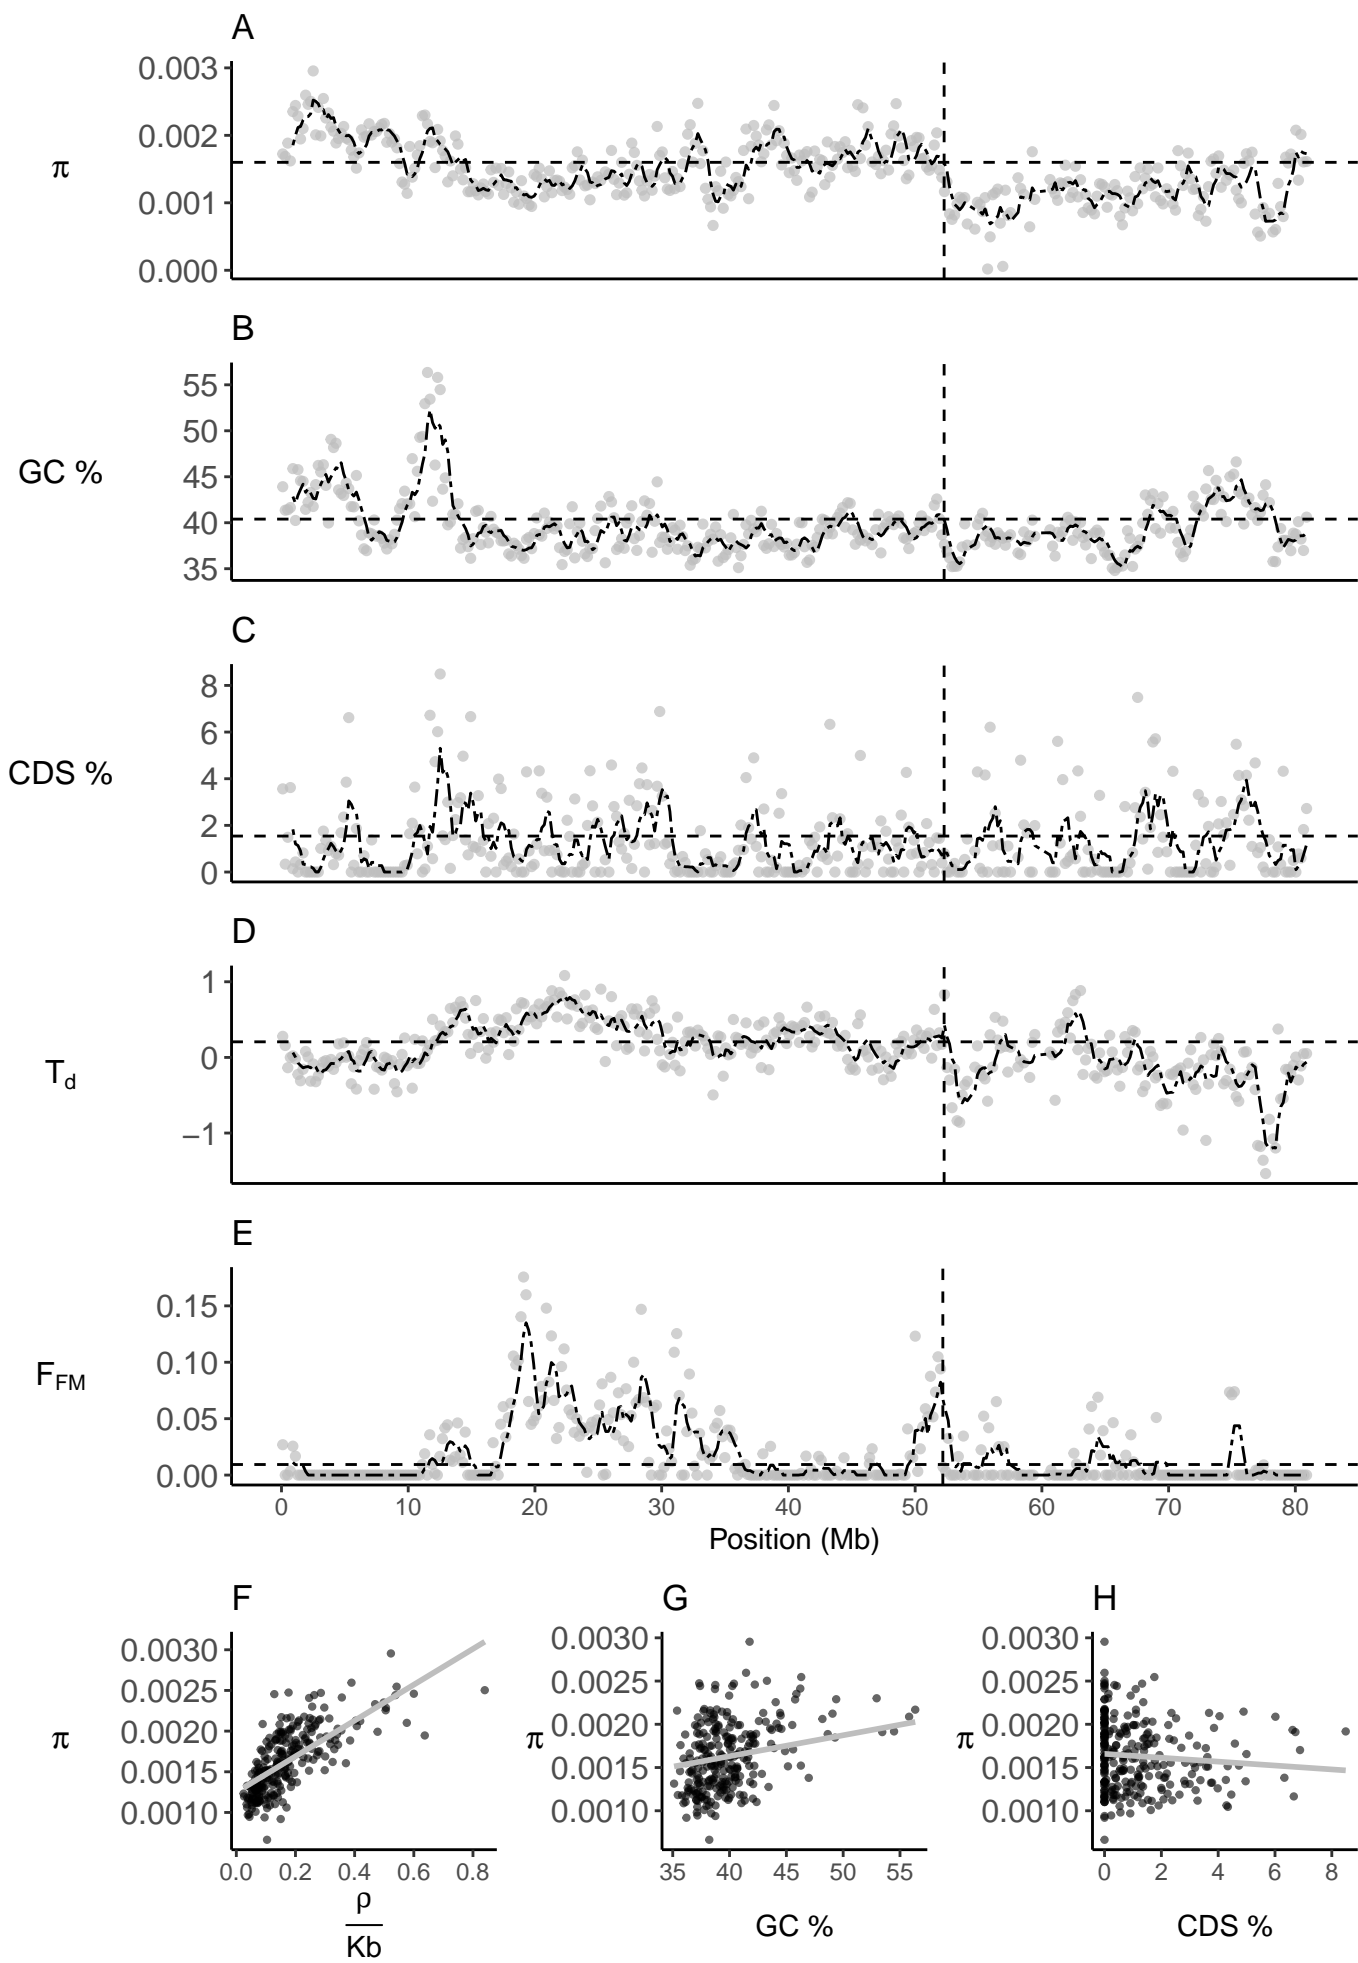 A
0.003
0.002
0.001
0.000
π
B
55
50
45
40
35
GC %
C
8
6
4
2
0
CDS %
D
1
0
−1
Td
E
0.15
0.10
0.05
0.00
FFM
0 10 20 30 40 50 60 70 80
Position (Mb)
F
0.0030
0.0025
0.0020
0.0015
0.0010
π
0.0 0.2 0.4 0.6 0.8
ρ
Kb
G
0.0030
0.0025
0.0020
0.0015
0.0010
π
35 40 45 50 55
GC %
H
0.0030
0.0025
0.0020
0.0015
0.0010
π
0 2 4 6 8
CDS %